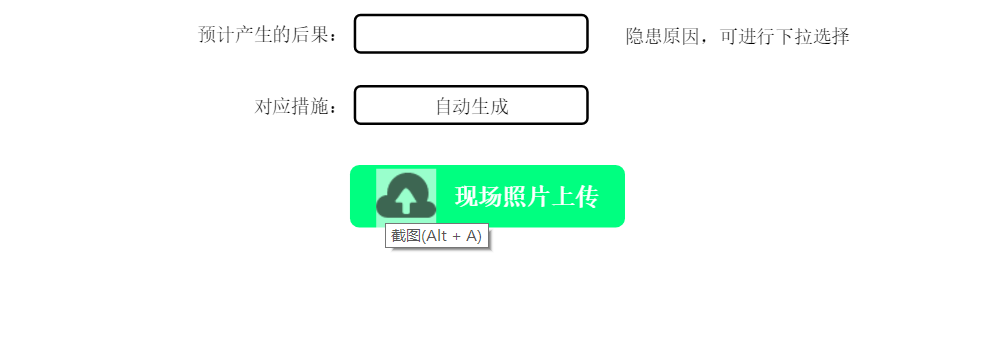 预计产生的后果：
隐患原因，可进行下拉选择
对应措施：
自动生成
现场照片上传
截图(Alt + A)